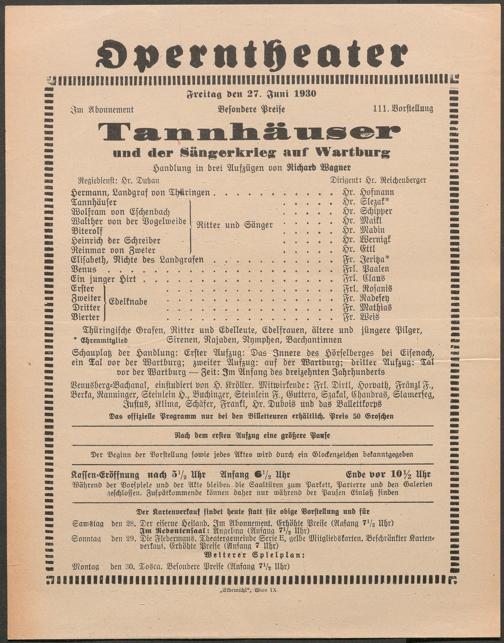 Operntheater
Freitag den 27. Juni 1930
Im Abonnement Besondere Preise 111. Vorstellung
Tannhäuser
und der Sängerkrieg auf Wartburg
Handlung in drei Aufzügen von Richard Wagner
Regiedienst: Hr. Duhan Dirigent: Hr. Reichenberger
Hermann, Landgraf von Thüringen Hr. Hofmann
Tannhäuser Hr. Slezak*
Wolfram von Eschenbach Hr. Schipper
Walther von der Vogelweide Hr. Maikl
Ritter und Sänger
Biterolf Hr. Madin
Heinrich der Schreiber Hr. Wernigk
Reinmar von Zweter Hr. Ettl
Elisabeth, Nichte des Landgrafen Fr. Jeritza*
Venus Frl. Paalen
Ein junger Hirt Frl. Claus
Erster Frl. Rosanis
Zweiter Fr. Radesey
Edelknabe
Dritter Fr. Mathias
Vierter Fr. Weis
Thüringische Grafen, Ritter und Edelleute, Edelfrauen, ältere und jüngere Pilger,
* Ehrenmitglied Sirenen, Najaden, Nymphen, Bacchantinnen
Schauplatz der Handlung: Erster Aufzug: Das Innere des Hörselberges bei Eisenach,
ein Tal vor der Wartburg; zweiter Aufzug: auf der Wartburg; dritter Aufzug: Tal
vor der Wartburg — Zeit: Im Anfang des dreizehnten Jahrhunderts
Venusberg-Bachanal, einstudiert von H. Kröller. Mitwirkende: Frl. Dirtl, Horvath, Fränzl F.,
Berka, Ranninger, Steinlein H., Buchinger, Steinlein F., Guttera, Szakal, Chandras, Slamerseg,
Justus, Klima, Schäfer, Frankl, Hr. Dubois und das Ballettkorps
Das offizielle Programm nur bei den Billetteuren erhältlich. Preis 50 Groschen
Nach dem ersten Aufzug eine größere Pause
Der Beginn der Vorstellung sowie jedes Aktes wird durch ein Glockenzeichen bekanntgegeben
Kassen-Eröffnung nach 5½ Uhr Anfang 6½ Uhr Ende vor 10½ Uhr
Während der Vorspiele und der Akte bleiben die Saaltüren zum Parkett, Parterre und den Galerien
geschlossen. Zuspätkommende können daher nur während der Pausen Einlaß finden
Der Kartenverkauf findet heute statt für obige Vorstellung und für
Samstag den 28. Der eiserne Heiland. Im Abonnement, Erhöhte Preise (Anfang 7½ Uhr)
Im Redoutensaal: Angelina (Anfang 7½ Uhr)
Sonntag den 29. Die Fledermaus. Theatergemeinde Serie E, gelbe Mitgliedskarten. Beschränkter Karten-
verkauf. Erhöhte Preise (Anfang 7 Uhr)
Weiterer Spielplan:
Montag den 30. Tosca. Besondere Preise (Anfang 7½ Uhr)
„Elbemühl“, Wien IX.